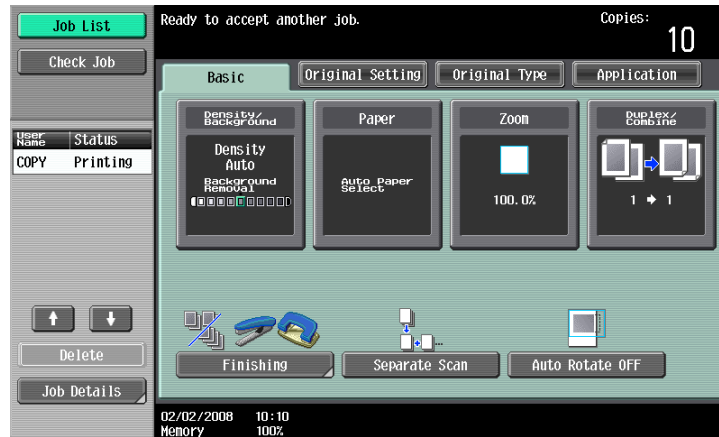 Job List
Check Job
User Name Status
COPY Printing
Delete
Job Details
Ready to accept another job.
Copies:
10
Basic
Original Setting
Original Type
Application
Density/
Background
Density
Auto
Background
Removal
Paper
Auto Paper
Select
Zoom
100.0%
Duplex/
Combine
1 → 1
Finishing
Separate Scan
Auto Rotate OFF
02/02/2008 10:10
Memory 100%